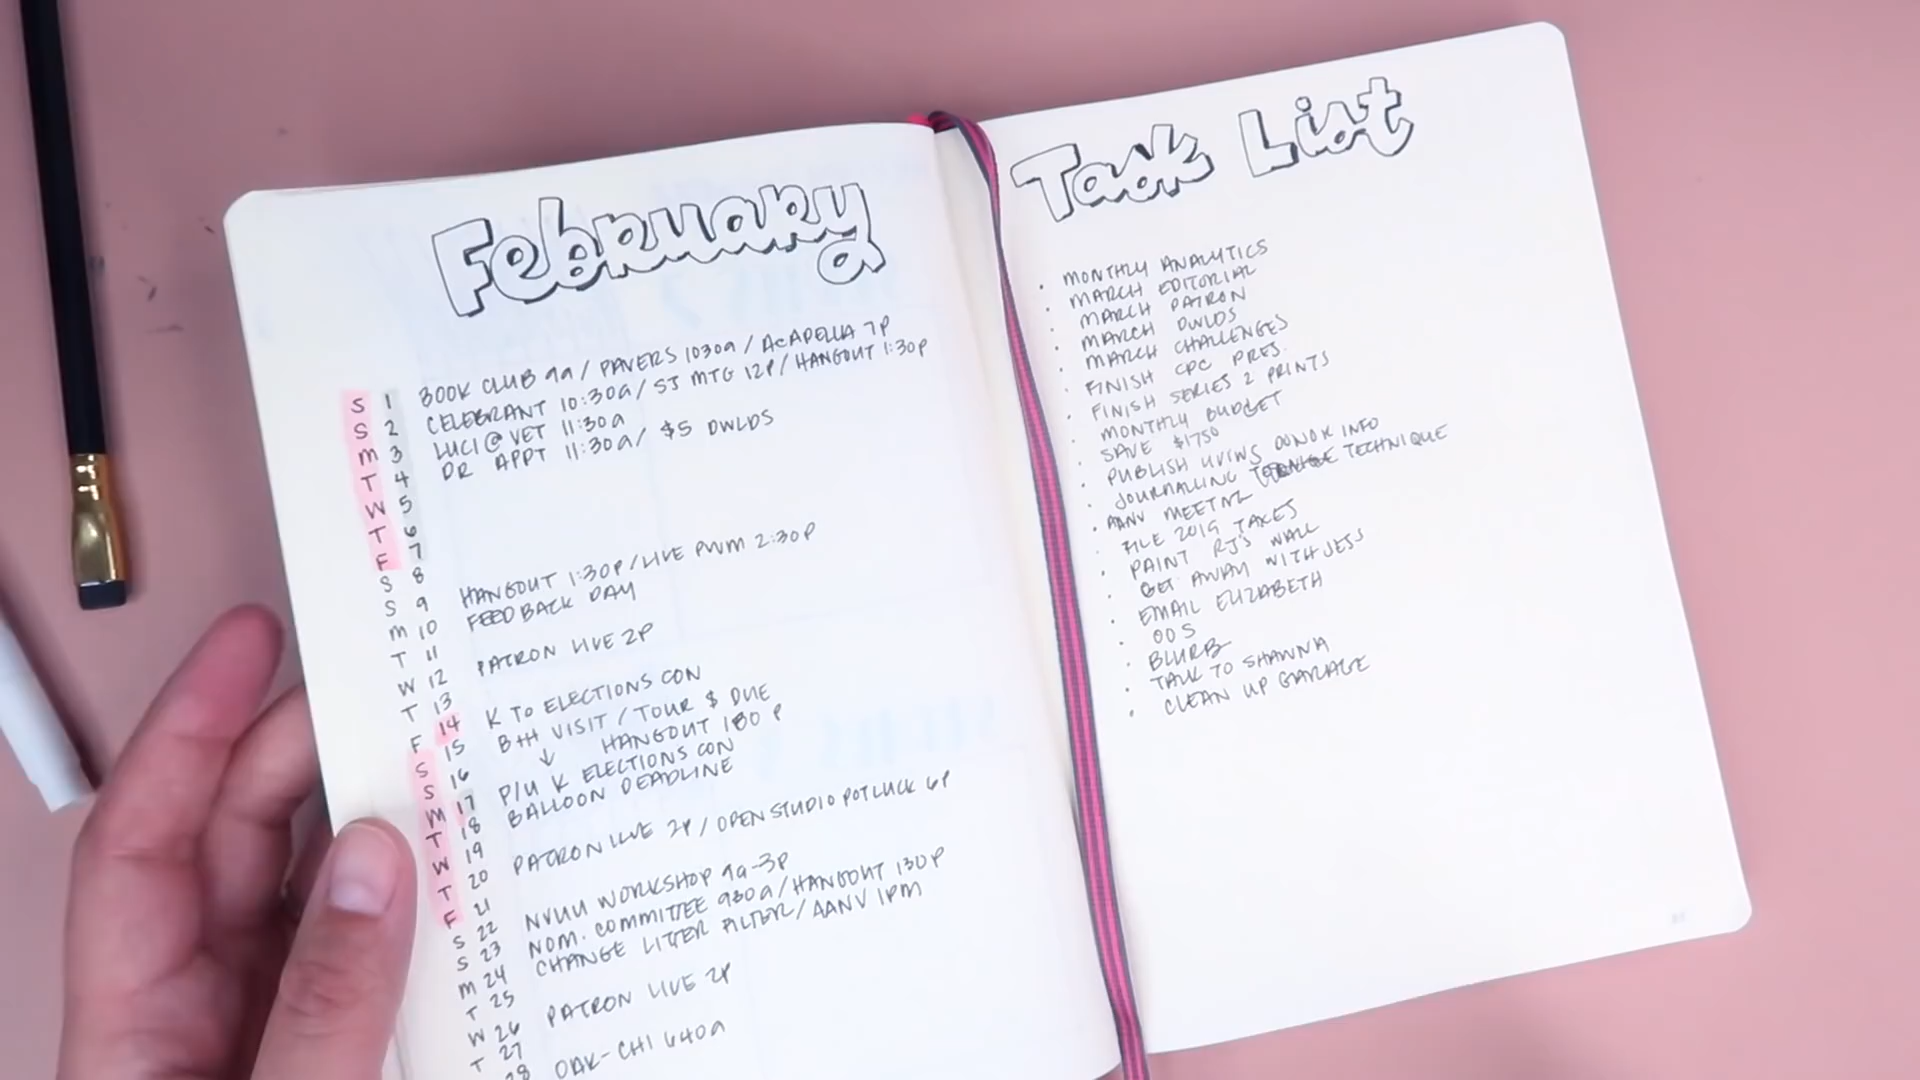 February
S 1 BOOK CLUB 9a / PAVERS 1030a / ACAPELLA 7P
S 2 CELEBRANT 10:30a / SJ MTG 12P / HANGOUT 1:30P
M 3 LUCI @ VET 11:30a
T 4 DR APPT 11:30a / $5 DWLDS
W 5
T 6
F 7
S 8
S 9 HANGOUT 1:30P / LIVE PWM 2:30P
M 10 FEEDBACK DAY
T 11
W 12 PATRON LIVE 2P
T 13
F 14 K TO ELECTIONS CON
S 15 B+H VISIT / TOUR $ DUE
S 16 ↓ HANGOUT 130 P
M 17 P/U K ELECTIONS CON
T 18 BALLOON DEADLINE
W 19
T 20 PATRON LIVE 2P / OPEN STUDIO POTLUCK 6P
F 21
S 22 NVUU WORKSHOP 9a-3P
S 23 NOM. COMMITTEE 930a / HANGOUT 130P
M 24 CHANGE LITTER FILTER / AANV 1PM
T 25
W 26 PATRON LIVE 2P
T 27
28 OAK-CHI 640a
Task List
• MONTHLY ANALYTICS
• MARCH EDITORIAL
• MARCH PATRON
• MARCH DWLDS
• MARCH CHALLENGES
• FINISH CPC PRES.
• FINISH SERIES 2 PRINTS
• MONTHLY BUDGET
• SAVE $1750
• PUBLISH INFO
• JOURNALLING TECHNIQUE
• AANV
• FILE 2019 TAXES
• PAINT RJ'S WALL
• GET AWAY WITH JESS
• EMAIL ELIZABETH
• ODS
• BLURB
• TALK TO SHAWNA
• CLEAN UP GARAGE